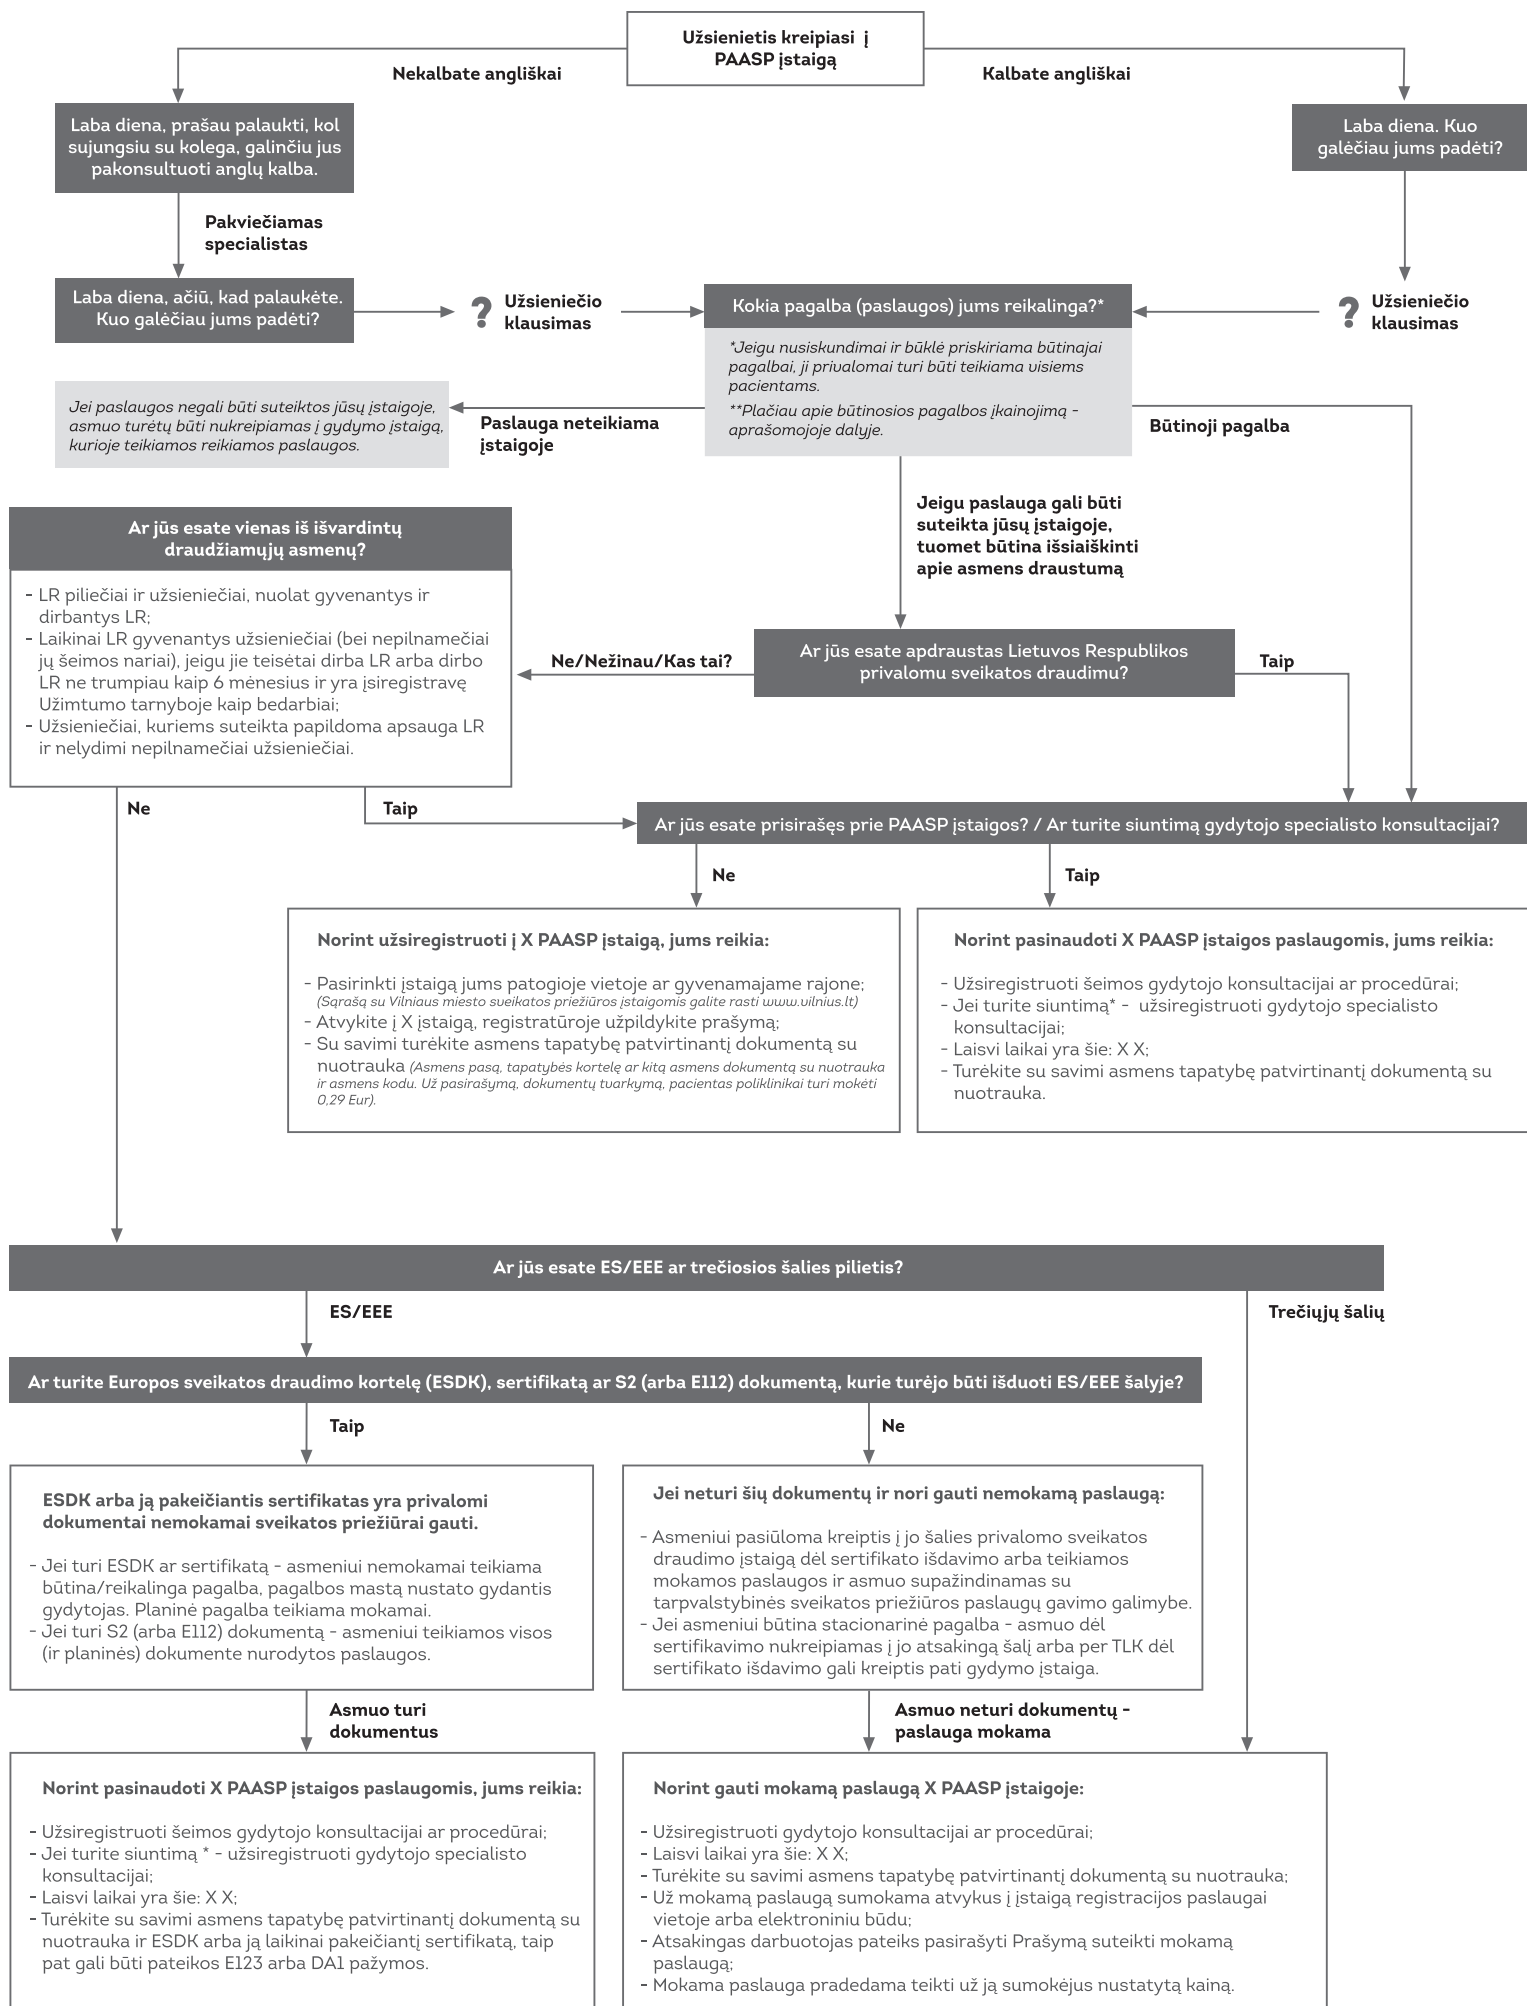 Užsienietis kreipiasi į
PAASP įstaigą
Nekalbate angliškai
Kalbate angliškai
Laba diena, prašau palaukti, kol
sujungsiu su kolega, galinčiu jus
pakonsultuoti anglų kalba.
Laba diena. Kuo
galėčiau jums padėti?
Pakviečiamas
specialistas
Laba diena, ačiū, kad palaukėte.
Kuo galėčiau jums padėti?
? Užsieniečio
klausimas
Kokia pagalba (paslaugos) jums reikalinga?*
? Užsieniečio
klausimas
*Jeigu nusiskundimai ir būklė priskiriama būtinajai
pagalbai, ji privalomai turi būti teikiama visiems
pacientams.
**Plačiau apie būtinosios pagalbos įkainojimą -
aprašomojoje dalyje.
Jei paslaugos negali būti suteiktos jūsų įstaigoje,
asmuo turėtų būti nukreipiamas į gydymo įstaigą,
kurioje teikiamos reikiamos paslaugos.
Paslauga neteikiama
įstaigoje
Būtinoji pagalba
Jeigu paslauga gali būti
suteikta jūsų įstaigoje,
tuomet būtina išsiaiškinti
apie asmens draustumą
Ar jūs esate vienas iš išvardintų
draudžiamųjų asmenų?
- LR piliečiai ir užsieniečiai, nuolat gyvenantys ir
dirbantys LR;
- Laikinai LR gyvenantys užsieniečiai (bei nepilnamečiai
jų šeimos nariai), jeigu jie teisėtai dirba LR arba dirbo
LR ne trumpiau kaip 6 mėnesius ir yra įsiregistravę
Užimtumo tarnyboje kaip bedarbiai;
- Užsieniečiai, kuriems suteikta papildoma apsauga LR
ir nelydimi nepilnamečiai užsieniečiai.
Ne/Nežinau/Kas tai?
Ar jūs esate apdraustas Lietuvos Respublikos
privalomu sveikatos draudimu?
Taip
Ne
Taip
Ar jūs esate prisirašęs prie PAASP įstaigos? / Ar turite siuntimą gydytojo specialisto konsultacijai?
Ne
Taip
Norint užsiregistruoti į X PAASP įstaigą, jums reikia:
- Pasirinkti įstaigą jums patogioje vietoje ar gyvenamajame rajone;
(Sąrašą su Vilniaus miesto sveikatos priežiūros įstaigomis galite rasti www.vilnius.lt)
- Atvykite į X įstaigą, registratūroje užpildykite prašymą;
- Su savimi turėkite asmens tapatybę patvirtinantį dokumentą su
nuotrauka (Asmens pasą, tapatybės kortelę ar kitą asmens dokumentą su nuotrauka
ir asmens kodu. Už pasirašymą, dokumentų tvarkymą, pacientas poliklinikai turi mokėti
0,29 Eur).
Norint pasinaudoti X PAASP įstaigos paslaugomis, jums reikia:
- Užsiregistruoti šeimos gydytojo konsultacijai ar procedūrai;
- Jei turite siuntimą* - užsiregistruoti gydytojo specialisto
konsultacijai;
- Laisvi laikai yra šie: X X;
- Turėkite su savimi asmens tapatybę patvirtinantį dokumentą su
nuotrauka.
Ar jūs esate ES/EEE ar trečiosios šalies pilietis?
ES/EEE
Trečiųjų šalių
Ar turite Europos sveikatos draudimo kortelę (ESDK), sertifikatą ar S2 (arba E112) dokumentą, kurie turėjo būti išduoti ES/EEE šalyje?
Taip
Ne
ESDK arba ją pakeičiantis sertifikatas yra privalomi
dokumentai nemokamai sveikatos priežiūrai gauti.
- Jei turi ESDK ar sertifikatą - asmeniui nemokamai teikiama
būtina/reikalinga pagalba, pagalbos mastą nustato gydantis
gydytojas. Planinė pagalba teikiama mokamai.
- Jei turi S2 (arba E112) dokumentą - asmeniui teikiamos visos
(ir planinės) dokumente nurodytos paslaugos.
Jei neturi šių dokumentų ir nori gauti nemokamą paslaugą:
- Asmeniui pasiūloma kreiptis į jo šalies privalomo sveikatos
draudimo įstaigą dėl sertifikato išdavimo arba teikiamos
mokamos paslaugos ir asmuo supažindinamas su
tarpvalstybinės sveikatos priežiūros paslaugų gavimo galimybe.
- Jei asmeniui būtina stacionarinė pagalba - asmuo dėl
sertifikavimo nukreipiamas į jo atsakingą šalį arba per TLK dėl
sertifikato išdavimo gali kreiptis pati gydymo įstaiga.
Asmuo turi
dokumentus
Asmuo neturi dokumentų -
paslauga mokama
Norint pasinaudoti X PAASP įstaigos paslaugomis, jums reikia:
- Užsiregistruoti šeimos gydytojo konsultacijai ar procedūrai;
- Jei turite siuntimą * - užsiregistruoti gydytojo specialisto
konsultacijai;
- Laisvi laikai yra šie: X X;
- Turėkite su savimi asmens tapatybę patvirtinantį dokumentą su
nuotrauka ir ESDK arba ją laikinai pakeičiantį sertifikatą, taip
pat gali būti pateikos E123 arba DA1 pažymos.
Norint gauti mokamą paslaugą X PAASP įstaigoje:
- Užsiregistruoti gydytojo konsultacijai ar procedūrai;
- Laisvi laikai yra šie: X X;
- Turėkite su savimi asmens tapatybę patvirtinantį dokumentą su nuotrauka;
- Už mokamą paslaugą sumokama atvykus į įstaigą registracijos paslaugai
vietoje arba elektroniniu būdu;
- Atsakingas darbuotojas pateiks pasirašyti Prašymą suteikti mokamą
paslaugą;
- Mokama paslauga pradedama teikti už ją sumokėjus nustatytą kainą.